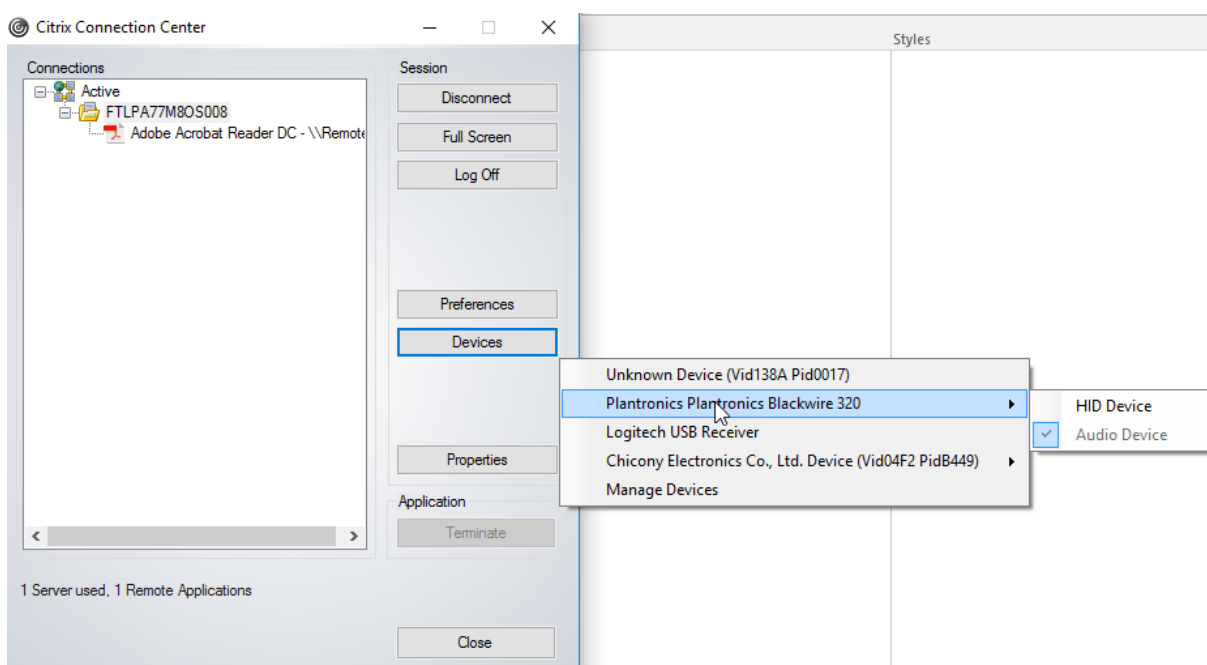 Citrix Connection Center
Styles
Connections
Active
FTLPA77M8OS008
Adobe Acrobat Reader DC - \\Remote
Session
Disconnect
Full Screen
Log Off
Preferences
Devices
Properties
Application
Terminate
Unknown Device (Vid138A Pid0017)
Plantronics Plantronics Blackwire 320
Logitech USB Receiver
Chicony Electronics Co., Ltd. Device (Vid04F2 PidB449)
Manage Devices
HID Device
Audio Device
1 Server used, 1 Remote Applications
Close